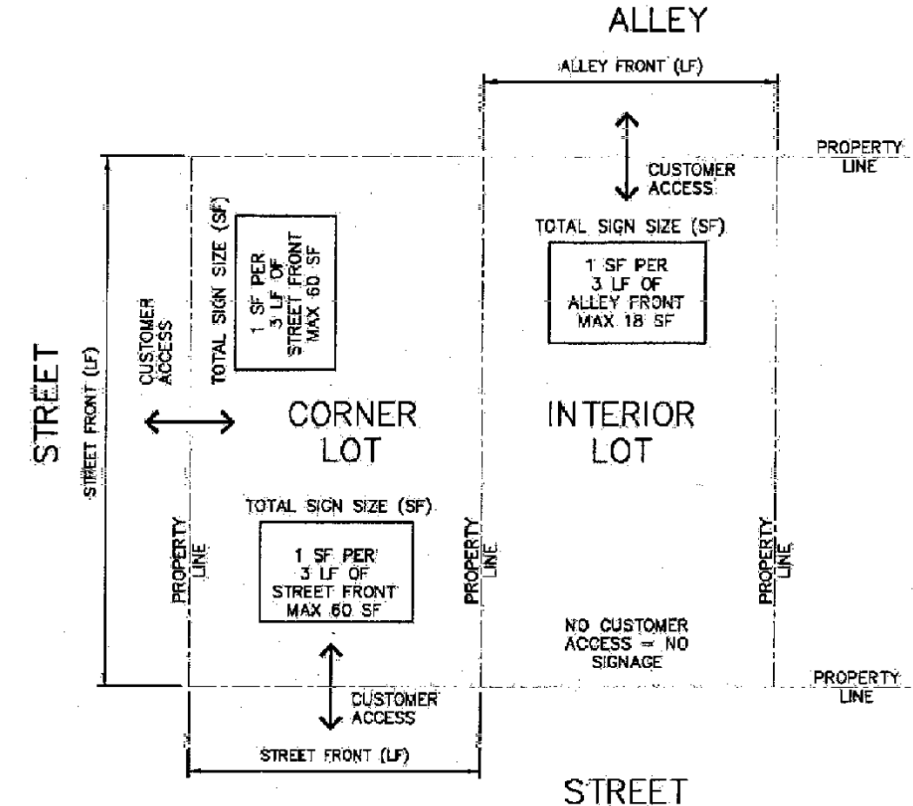 ALLEY
ALLEY FRONT (LF)
PROPERTY
LINE
CUSTOMER
ACCESS
TOTAL SIGN SIZE (SF)
1 SF PER
3 LF OF
ALLEY FRONT
MAX 18 SF
TOTAL SIGN SIZE (SF)
1 SF PER
3 LF OF
STREET FRONT
MAX 60 SF
CUSTOMER
ACCESS
STREET
STREET FRONT (LF)
CORNER
LOT
INTERIOR
LOT
TOTAL SIGN SIZE (SF)
1 SF PER
3 LF OF
STREET FRONT
MAX 60 SF
PROPERTY
LINE
PROPERTY
LINE
PROPERTY
LINE
NO CUSTOMER
ACCESS = NO
SIGNAGE
PROPERTY
LINE
CUSTOMER
ACCESS
STREET FRONT (LF)
STREET